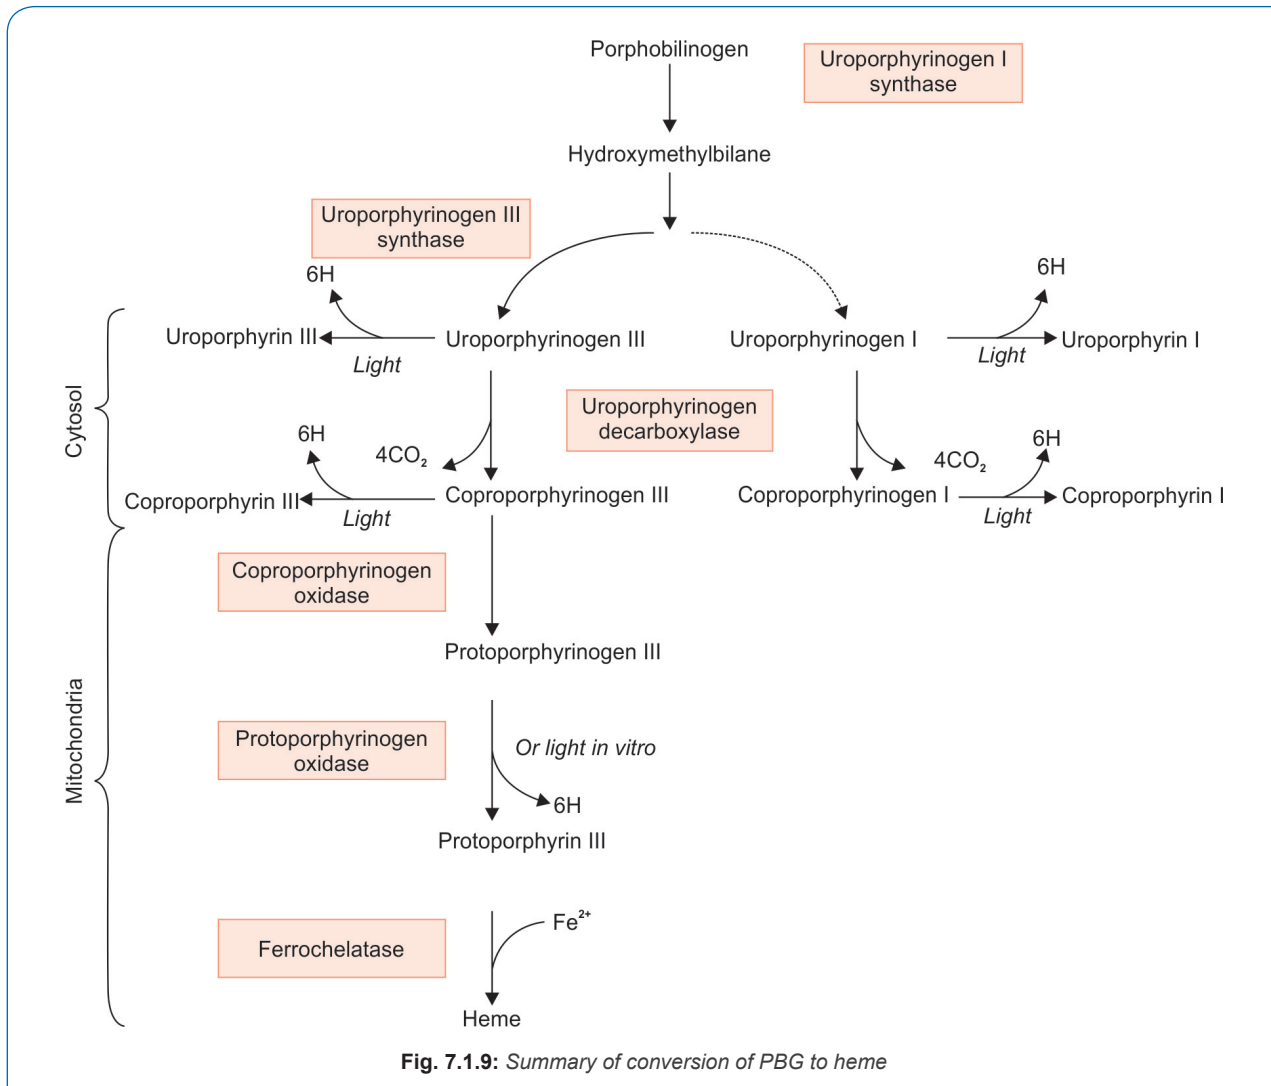 Porphobilinogen
Uroporphyrinogen I
synthase
Hydroxymethylbilane
Uroporphyrinogen III
synthase
6H
6H
Uroporphyrin III
Light
Uroporphyrinogen III
Uroporphyrinogen I
Light
Uroporphyrin I
Cytosol
Uroporphyrinogen
decarboxylase
6H
4CO₂
4CO₂
6H
Coproporphyrin III
Light
Coproporphyrinogen III
Coproporphyrinogen I
Light
Coproporphyrin I
Coproporphyrinogen
oxidase
Protoporphyrinogen III
Mitochondria
Protoporphyrinogen
oxidase
Or light in vitro
6H
Protoporphyrin III
Ferrochelatase
Fe²⁺
Heme
Fig. 7.1.9: Summary of conversion of PBG to heme